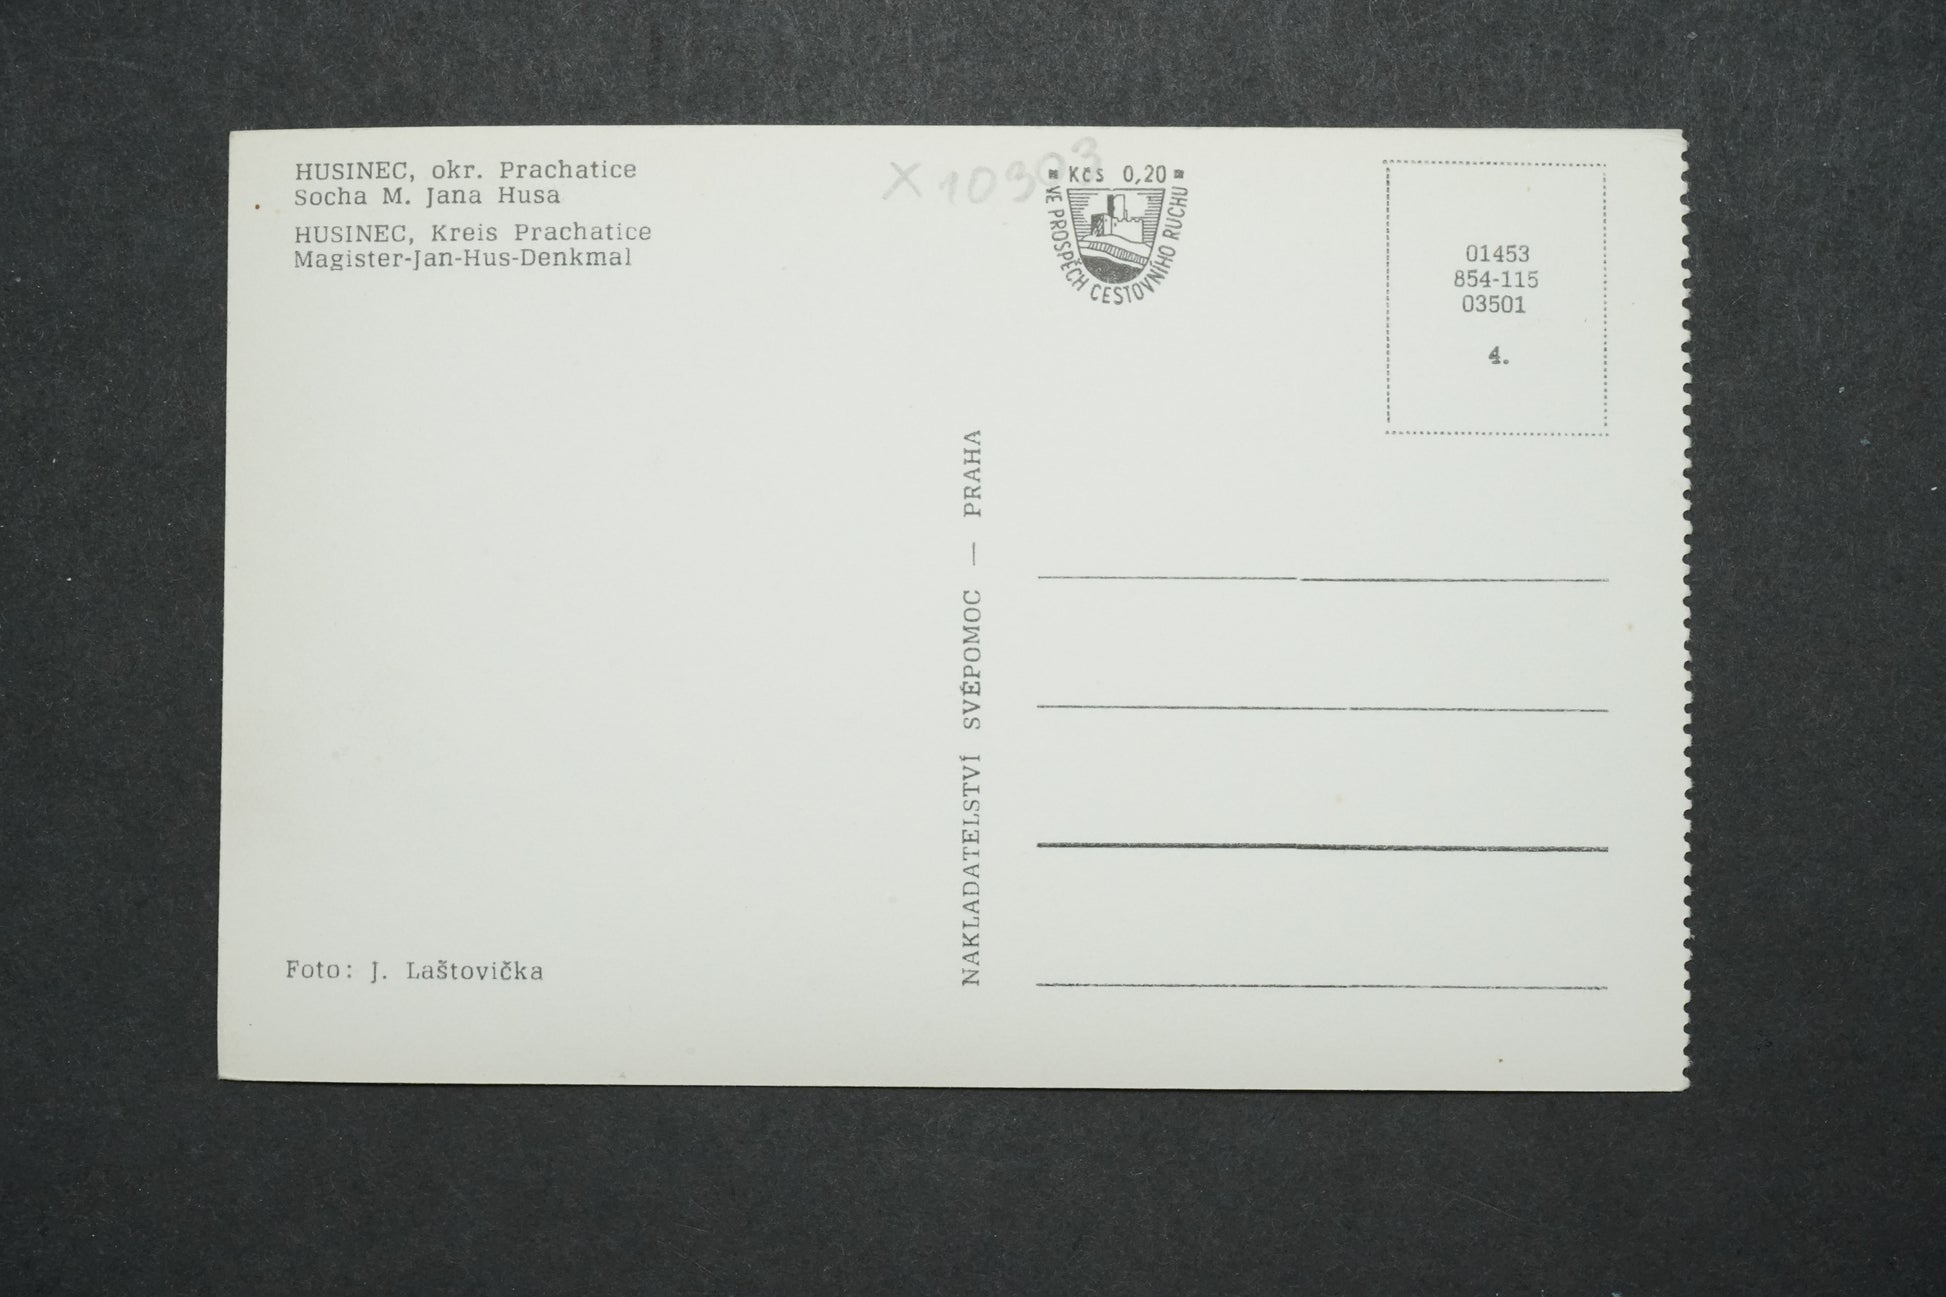 HUSINEC, okr. Prachatice
Socha M. Jana Husa
HUSINEC, Kreis Prachatice
Magister-Jan-Hus-Denkmal
X 10303
Kčs 0,20
VE PROSPĚCH CESTOVNÍHO RUCHU
01453
854-115
03501
4.
NAKLADATELSTVÍ SVÉPOMOC — PRAHA
Foto: J. Laštovička